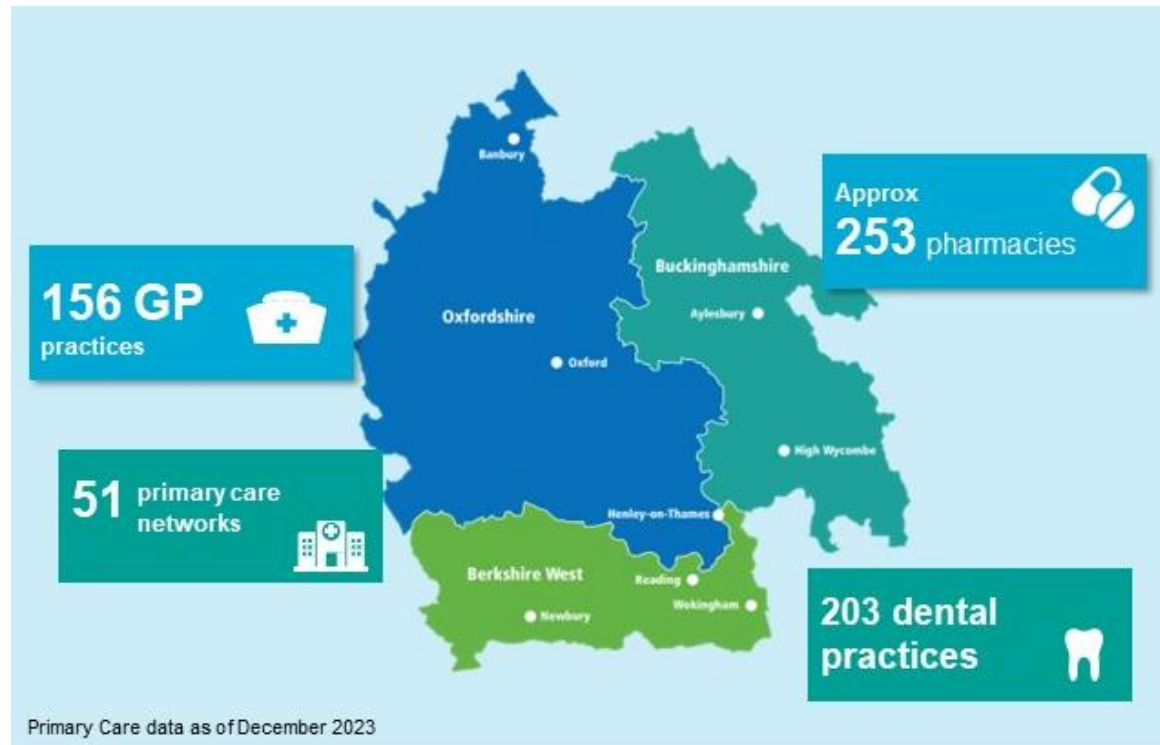 Banbury
Approx
253 pharmacies
Buckinghamshire
156 GP
practices
Oxfordshire
Aylesbury
Oxford
High Wycombe
51 primary care
networks
Henley-on-Thames
Berkshire West
Reading
Wokingham
Newbury
203 dental
practices
Primary Care data as of December 2023